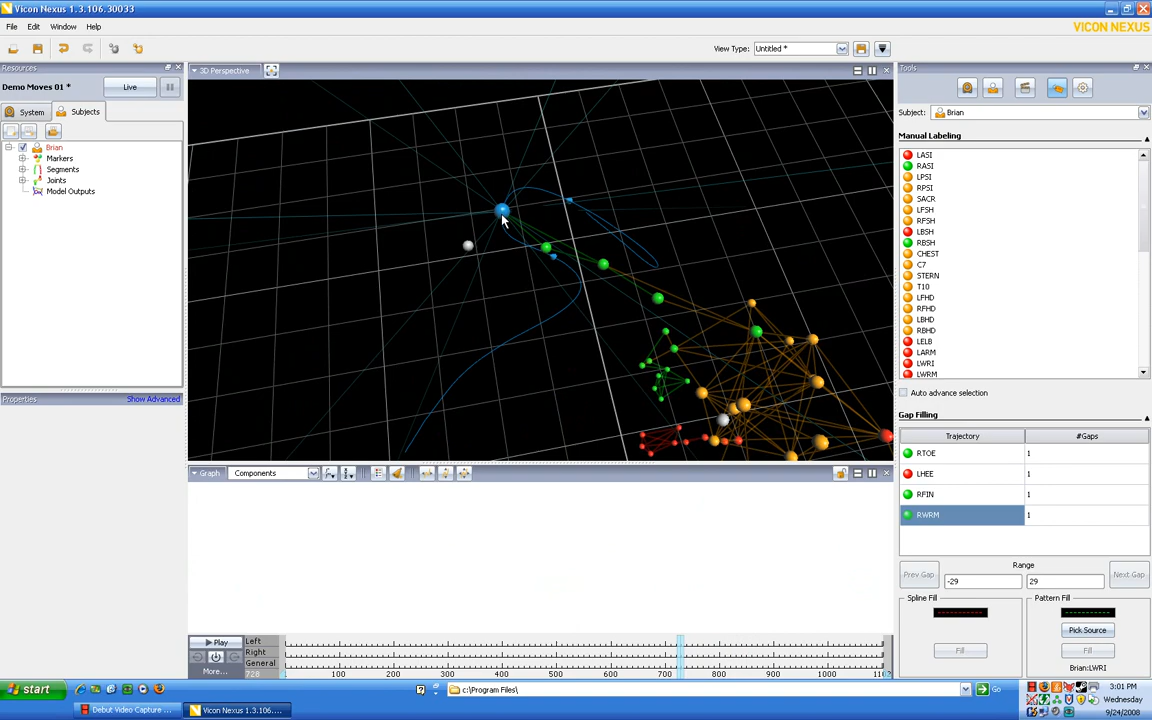 Vicon Nexus 1.3.106.30033
File Edit Window Help
VICON NEXUS
View Type: Untitled *
Resources
Demo Moves 01 * Live
System Subjects
Brian
Markers
Segments
Joints
Model Outputs
Properties Show Advanced
3D Perspective
Graph Components
Play
Left
Right
General
More...
728
0 100 200 300 400 500 600 700 800 900 1000
Tools
Subject: Brian
Manual Labeling
LASI
RASI
LPSI
RPSI
SACR
LFSH
RFSH
LBSH
RBSH
CHEST
C7
STERN
T10
LFHD
RFHD
LBHD
RBHD
LELB
LARM
LWRI
LWRM
Auto advance selection
Gap Filling
Trajectory #Gaps
RTOE 1
LHEE 1
RFIN 1
RWRM 1
Range
Prev Gap -29 29 Next Gap
Spline Fill Pattern Fill
Pick Source
Fill Fill
Brian:LWRI
start c:\Program Files\ Go
3:01 PM
Wednesday
9/24/2008
Debut Video Capture ... Vicon Nexus 1.3.106....